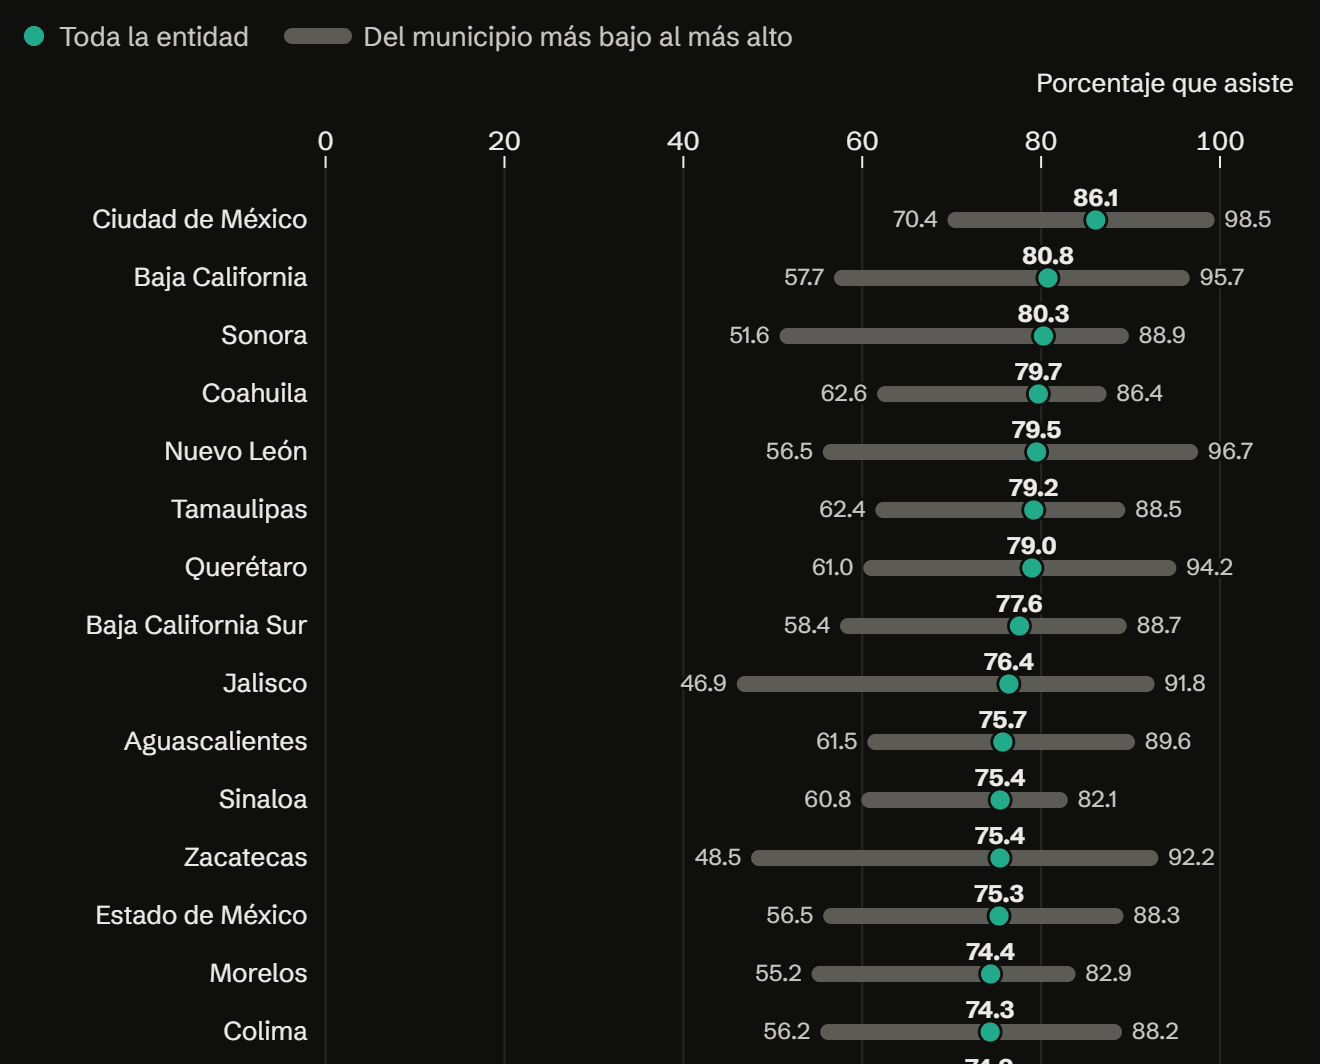 Toda la entidad Del municipio más bajo al más alto
Porcentaje que asiste
0 20 40 60 80 100
Ciudad de México 70.4 86.1 98.5
Baja California 57.7 80.8 95.7
Sonora 51.6 80.3 88.9
Coahuila 62.6 79.7 86.4
Nuevo León 56.5 79.5 96.7
Tamaulipas 62.4 79.2 88.5
Querétaro 61.0 79.0 94.2
Baja California Sur 58.4 77.6 88.7
Jalisco 46.9 76.4 91.8
Aguascalientes 61.5 75.7 89.6
Sinaloa 60.8 75.4 82.1
Zacatecas 48.5 75.4 92.2
Estado de México 56.5 75.3 88.3
Morelos 55.2 74.4 82.9
Colima 56.2 74.3 88.2